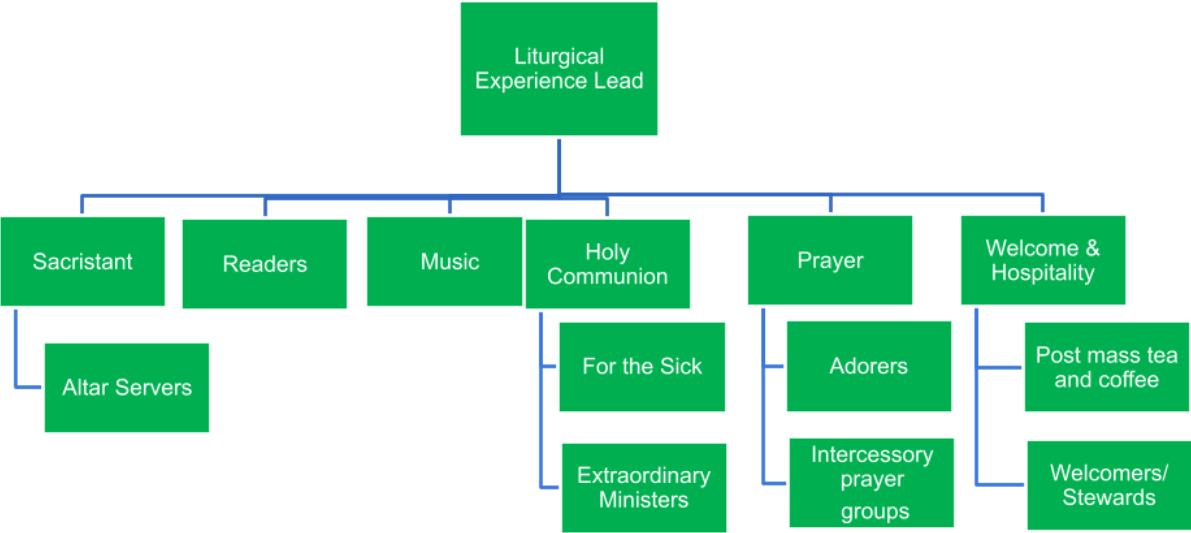 Liturgical
Experience Lead
Sacristant
Readers
Music
Holy
Communion
Prayer
Welcome &
Hospitality
Altar Servers
For the Sick
Extraordinary
Ministers
Adorers
Intercessory
prayer
groups
Post mass tea
and coffee
Welcomers/
Stewards